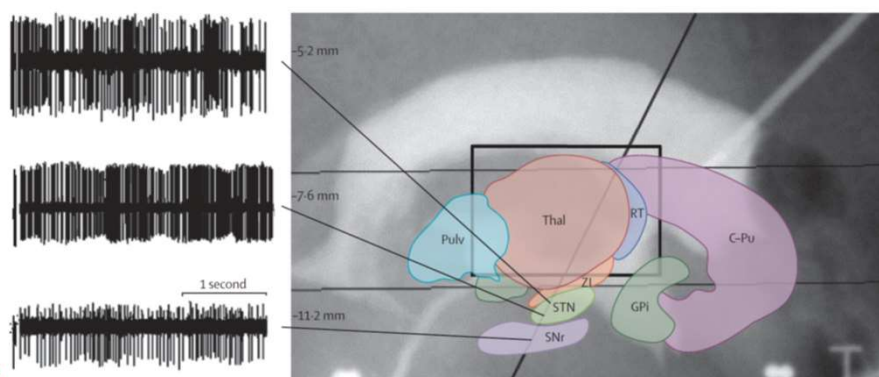 -5·2 mm
-7·6 mm
1 second
-11·2 mm
Pulv
Thal
RT
C-Pu
ZI
STN
GPi
SNr